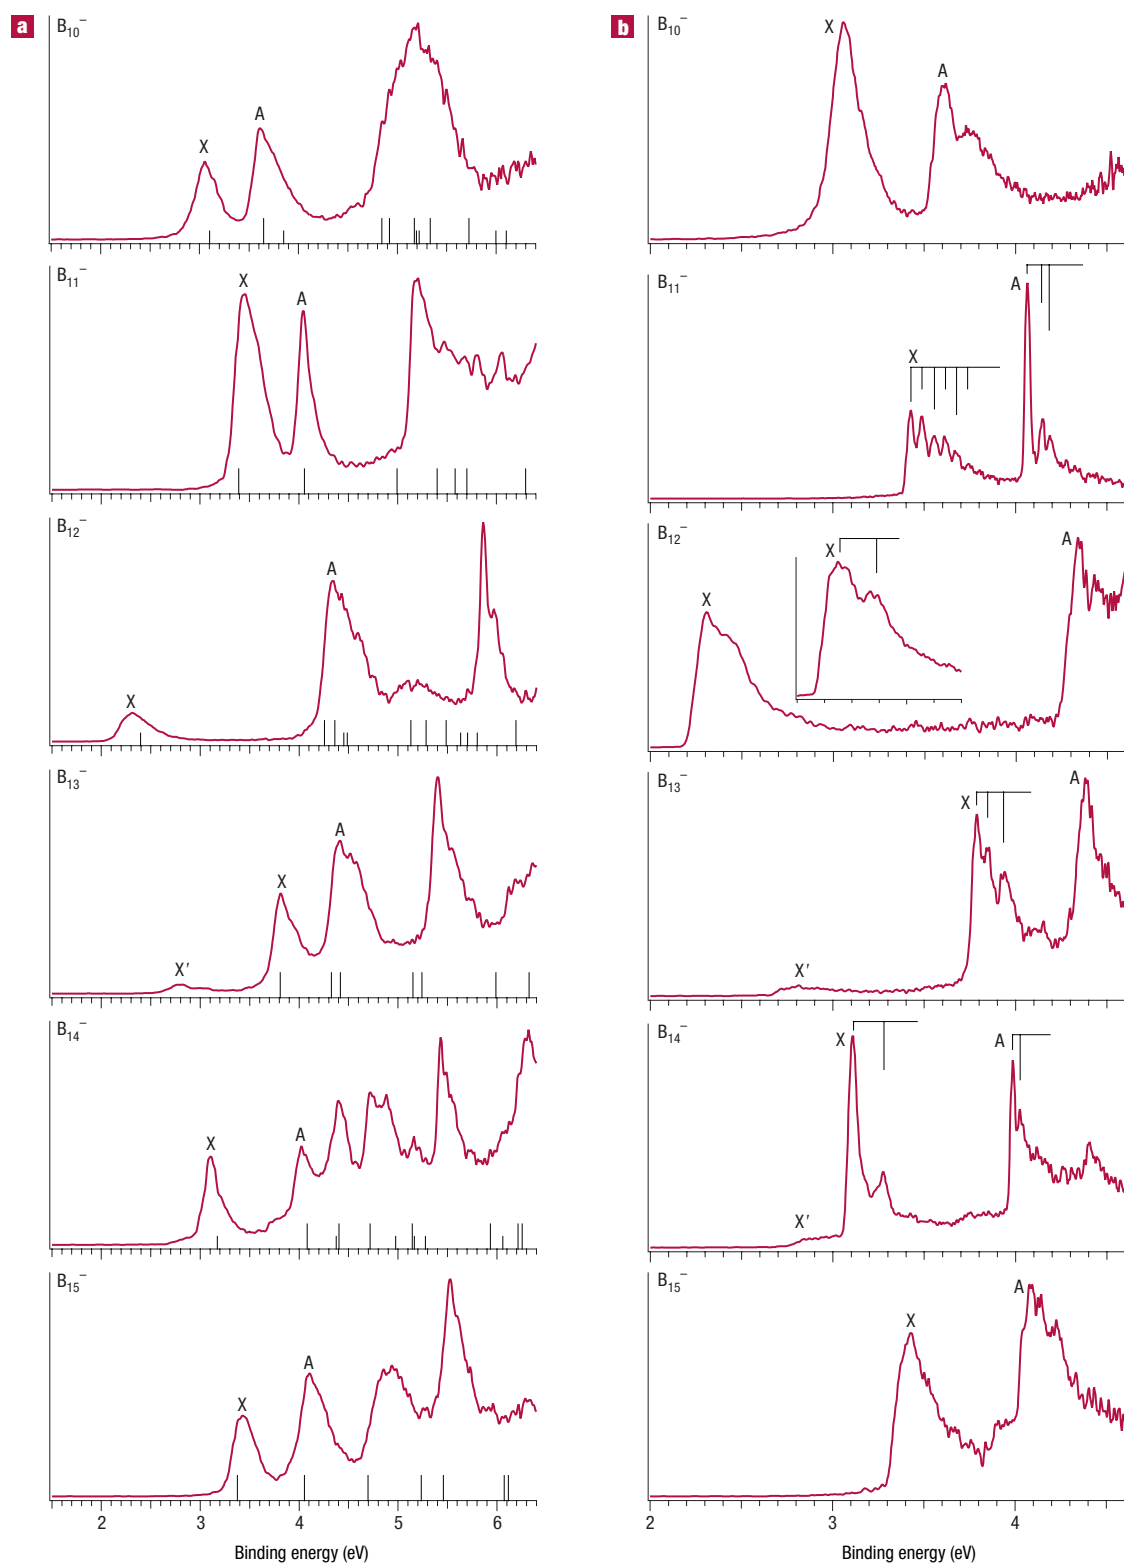 a
B₁₀⁻
X
A
B₁₁⁻
X
A
B₁₂⁻
X
A
B₁₃⁻
X′
X
A
B₁₄⁻
X
A
B₁₅⁻
X
A
2 3 4 5 6
Binding energy (eV)
b
B₁₀⁻
X
A
B₁₁⁻
X
A
B₁₂⁻
X
X
A
B₁₃⁻
X′
X
A
B₁₄⁻
X′
X
A
B₁₅⁻
X
A
2 3 4
Binding energy (eV)